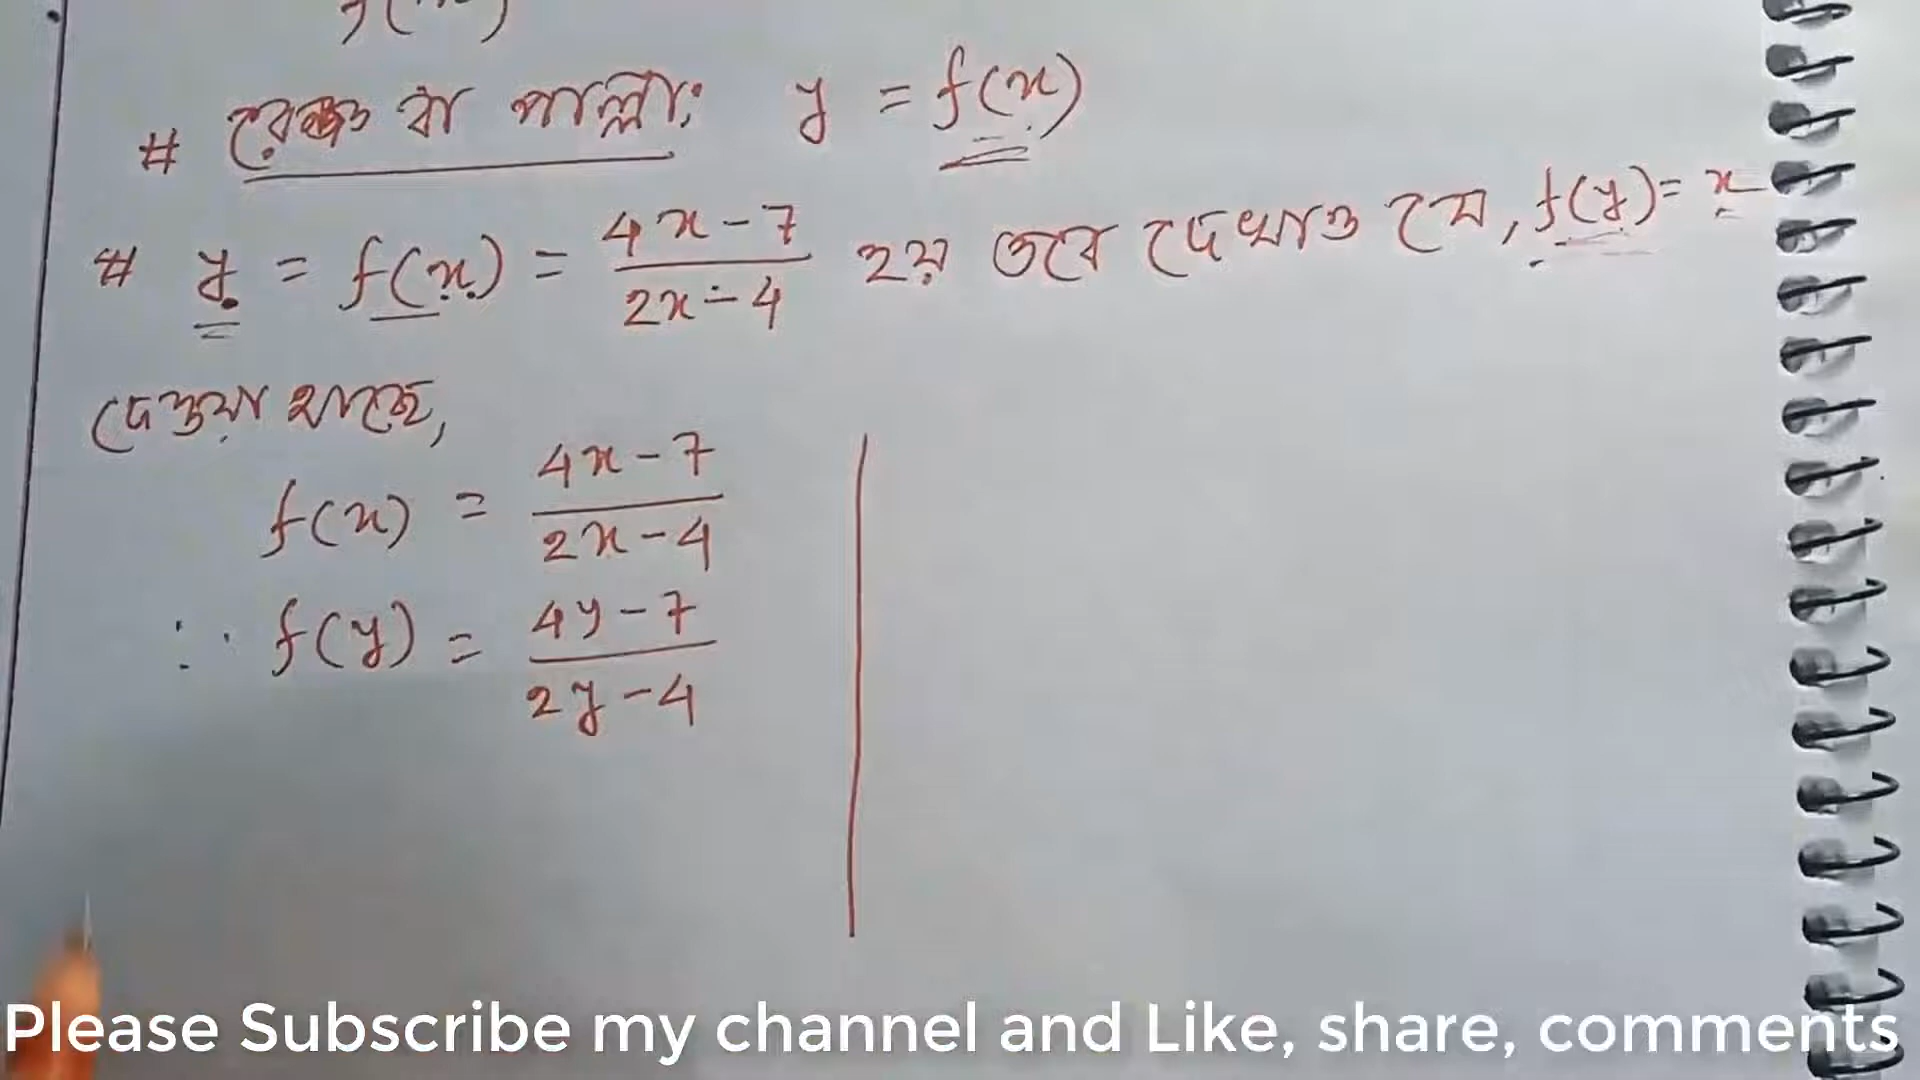 # রেঞ্জ বা পাল্লা: y = f(x)
# y = f(x) = (4x - 7)/(2x - 4) হয় তবে দেখাও যে, f(y) = x
দেওয়া আছে,
f(x) = (4x - 7)/(2x - 4)
∴ f(y) = (4y - 7)/(2y - 4)
Please Subscribe my channel and Like, share, comments